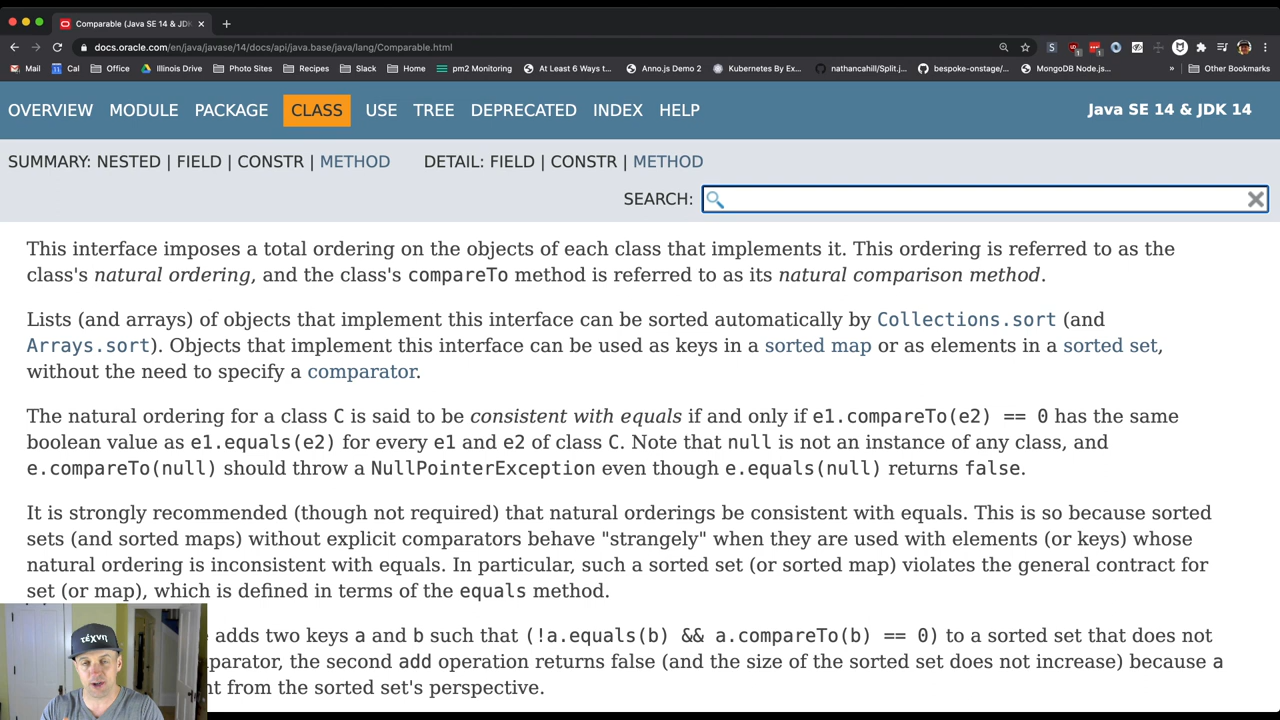 Comparable (Java SE 14 & JDK
docs.oracle.com/en/java/javase/14/docs/api/java.base/java/lang/Comparable.html
Mail Cal Office Illinois Drive Photo Sites Recipes Slack Home pm2 Monitoring At Least 6 Ways t... Anno.js Demo 2 Kubernetes By Ex... nathancahill/Split.j... bespoke-onstage/... MongoDB Node.js... » Other Bookmarks
OVERVIEW MODULE PACKAGE CLASS USE TREE DEPRECATED INDEX HELP Java SE 14 & JDK 14
SUMMARY: NESTED | FIELD | CONSTR | METHOD DETAIL: FIELD | CONSTR | METHOD
SEARCH:
This interface imposes a total ordering on the objects of each class that implements it. This ordering is referred to as the
class's natural ordering, and the class's compareTo method is referred to as its natural comparison method.
Lists (and arrays) of objects that implement this interface can be sorted automatically by Collections.sort (and
Arrays.sort). Objects that implement this interface can be used as keys in a sorted map or as elements in a sorted set,
without the need to specify a comparator.
The natural ordering for a class C is said to be consistent with equals if and only if e1.compareTo(e2) == 0 has the same
boolean value as e1.equals(e2) for every e1 and e2 of class C. Note that null is not an instance of any class, and
e.compareTo(null) should throw a NullPointerException even though e.equals(null) returns false.
It is strongly recommended (though not required) that natural orderings be consistent with equals. This is so because sorted
sets (and sorted maps) without explicit comparators behave "strangely" when they are used with elements (or keys) whose
natural ordering is inconsistent with equals. In particular, such a sorted set (or sorted map) violates the general contract for
set (or map), which is defined in terms of the equals method.
adds two keys a and b such that (!a.equals(b) && a.compareTo(b) == 0) to a sorted set that does not
parator, the second add operation returns false (and the size of the sorted set does not increase) because a
nt from the sorted set's perspective.
τέχνη